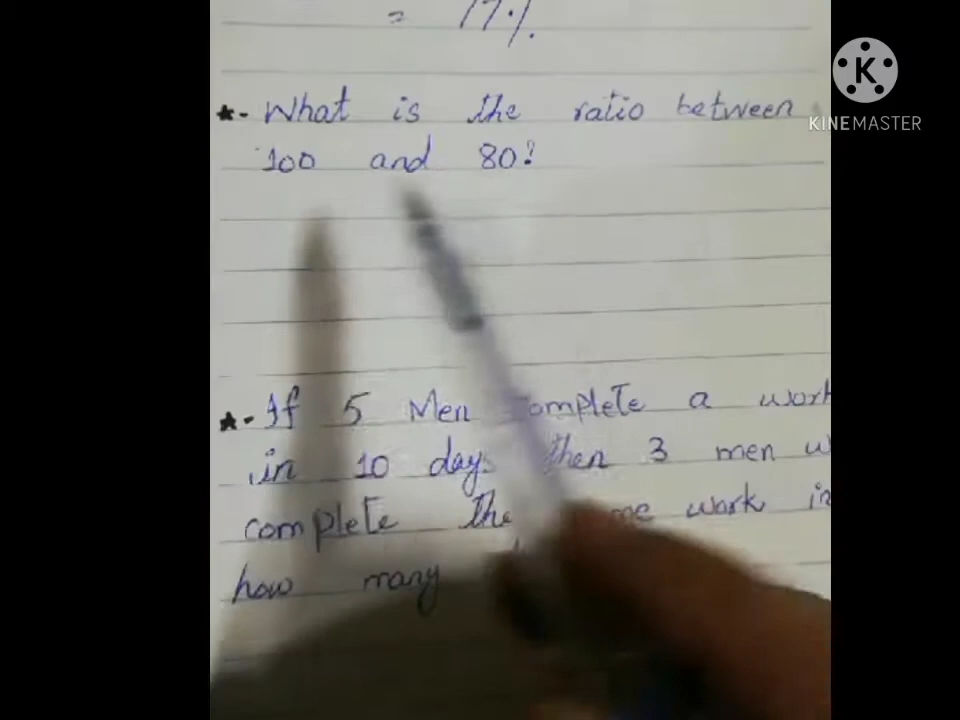 = 17%.
★- What is the ratio between
100 and 80?
★- If 5 Men complete a work
in 10 days then 3 men
complete the work in
how many
K
KINEMASTER